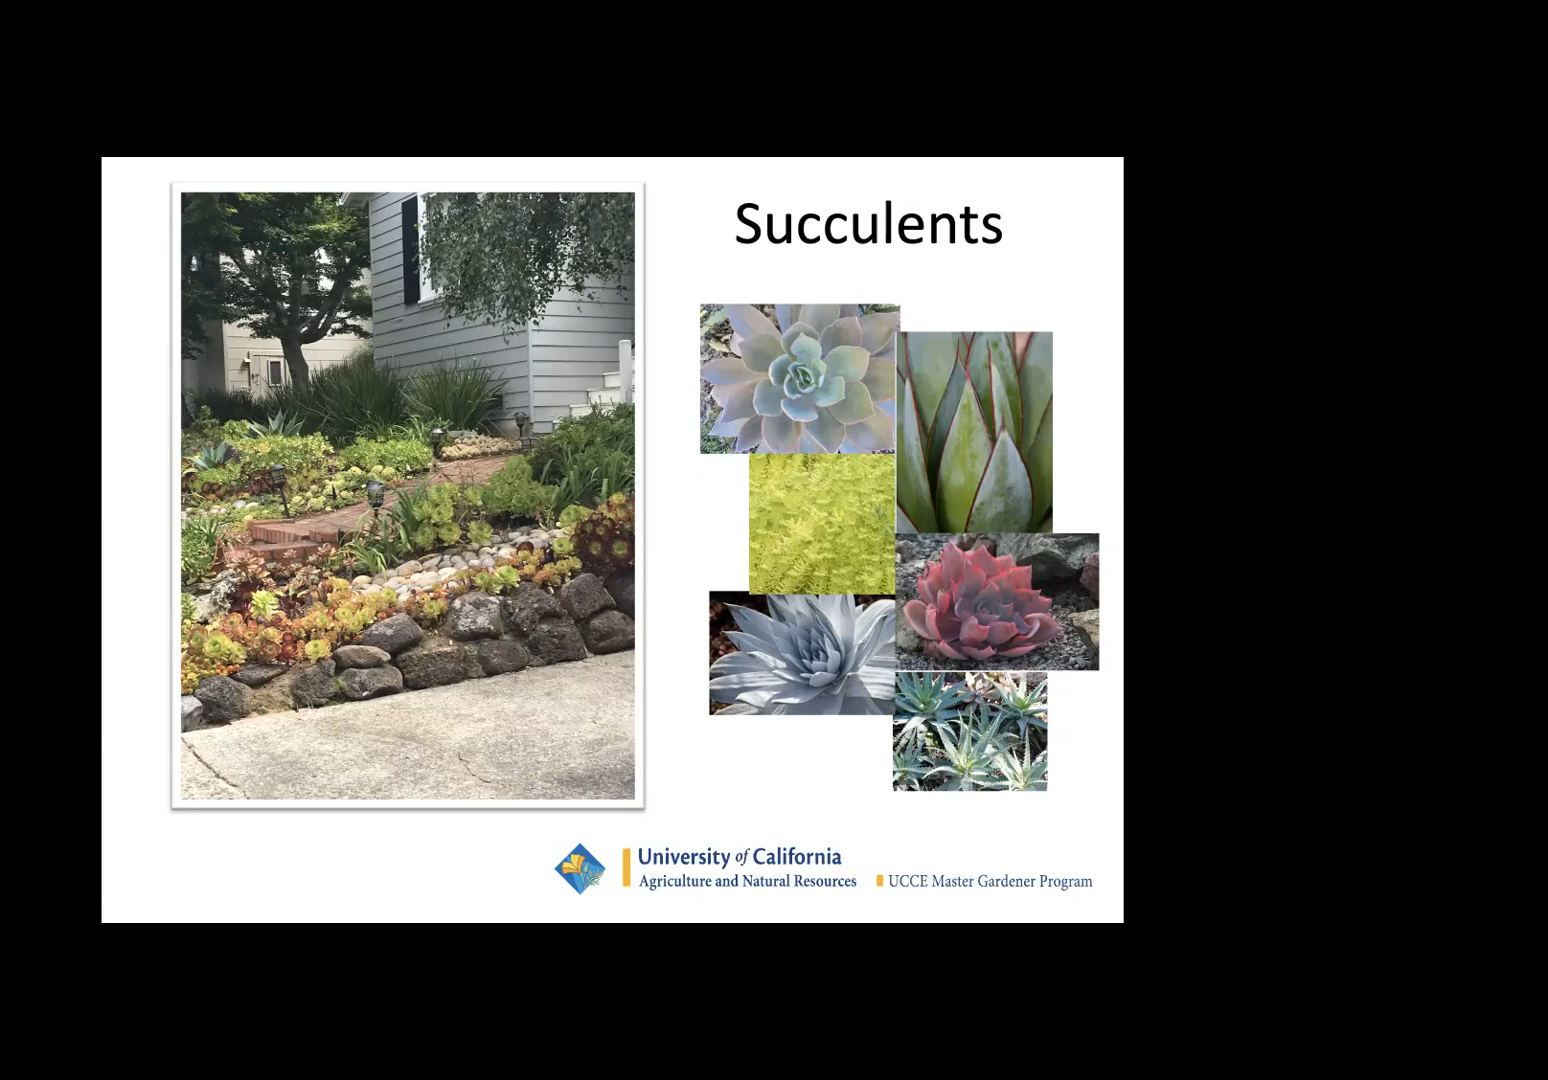 Succulents
University of California
Agriculture and Natural Resources
UCCE Master Gardener Program